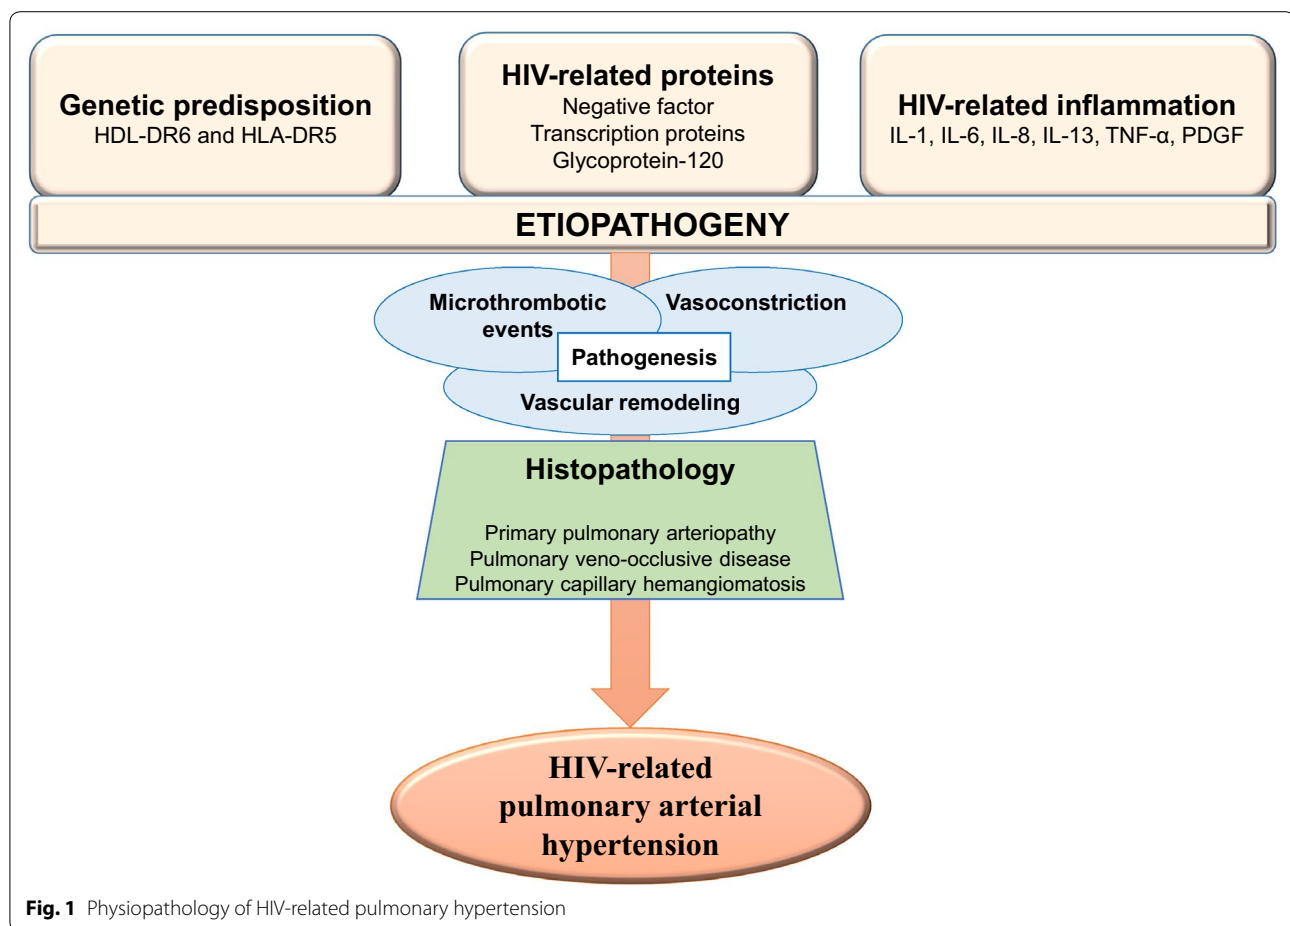 Genetic predisposition
HDL-DR6 and HLA-DR5
HIV-related proteins
Negative factor
Transcription proteins
Glycoprotein-120
HIV-related inflammation
IL-1, IL-6, IL-8, IL-13, TNF-α, PDGF
ETIOPATHOGENY
Microthrombotic
events
Vasoconstriction
Pathogenesis
Vascular remodeling
Histopathology
Primary pulmonary arteriopathy
Pulmonary veno-occlusive disease
Pulmonary capillary hemangiomatosis
HIV-related
pulmonary arterial
hypertension
Fig. 1 Physiopathology of HIV-related pulmonary hypertension